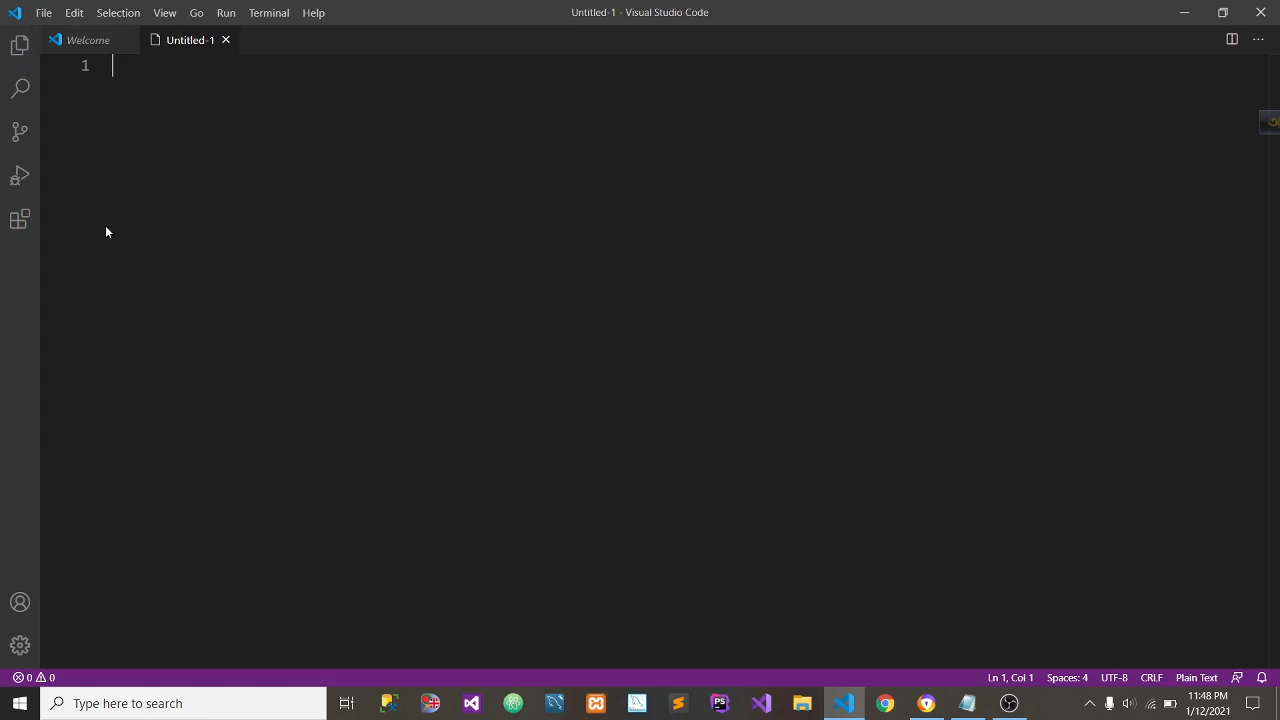 File Edit Selection View Go Run Terminal Help
Untitled-1 - Visual Studio Code
Welcome
Untitled-1
1
0 0
Ln 1, Col 1
Spaces: 4
UTF-8
CRLF
Plain Text
Type here to search
PS
11:48 PM
1/12/2021